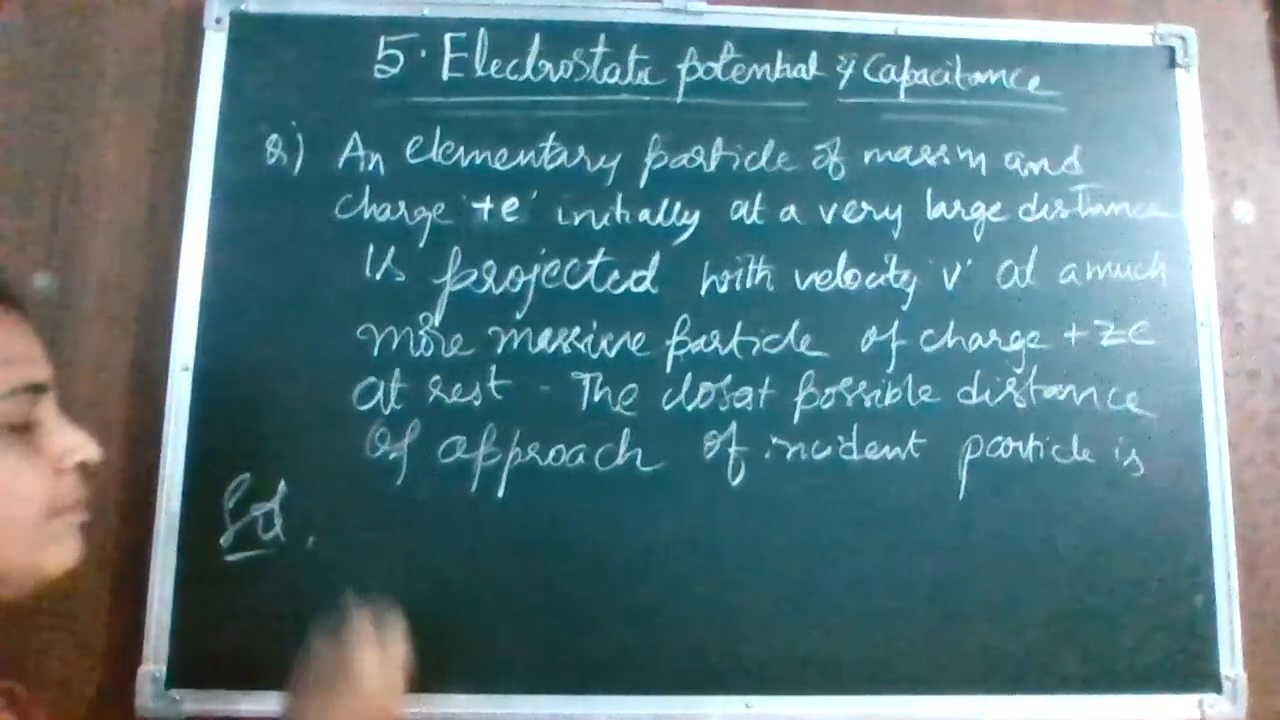 5. Electrostatic potential & Capacitance
Q) An elementary particle of mass m and
charge '+e' initially at a very large distance
is projected with velocity 'v' at a much
more massive particle of charge + ze
at rest. The closest possible distance
of approach of incident particle is
Sol.